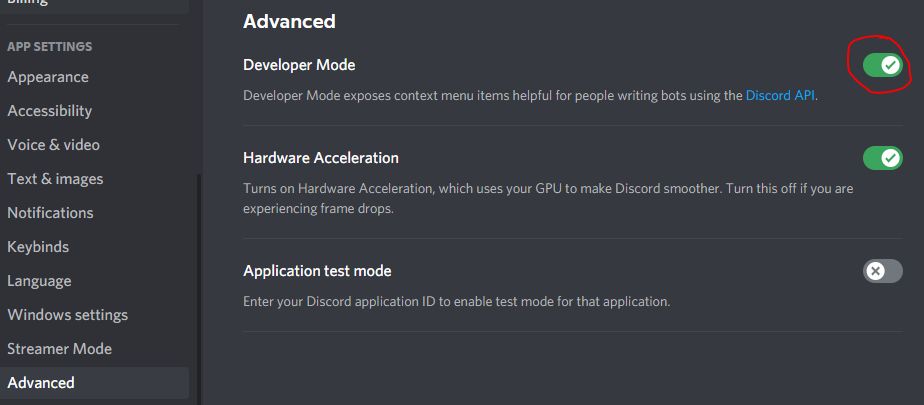 Billing
APP SETTINGS
Appearance
Accessibility
Voice & video
Text & images
Notifications
Keybinds
Language
Windows settings
Streamer Mode
Advanced
Advanced
Developer Mode
Developer Mode exposes context menu items helpful for people writing bots using the Discord API.
Hardware Acceleration
Turns on Hardware Acceleration, which uses your GPU to make Discord smoother. Turn this off if you are
experiencing frame drops.
Application test mode
Enter your Discord application ID to enable test mode for that application.